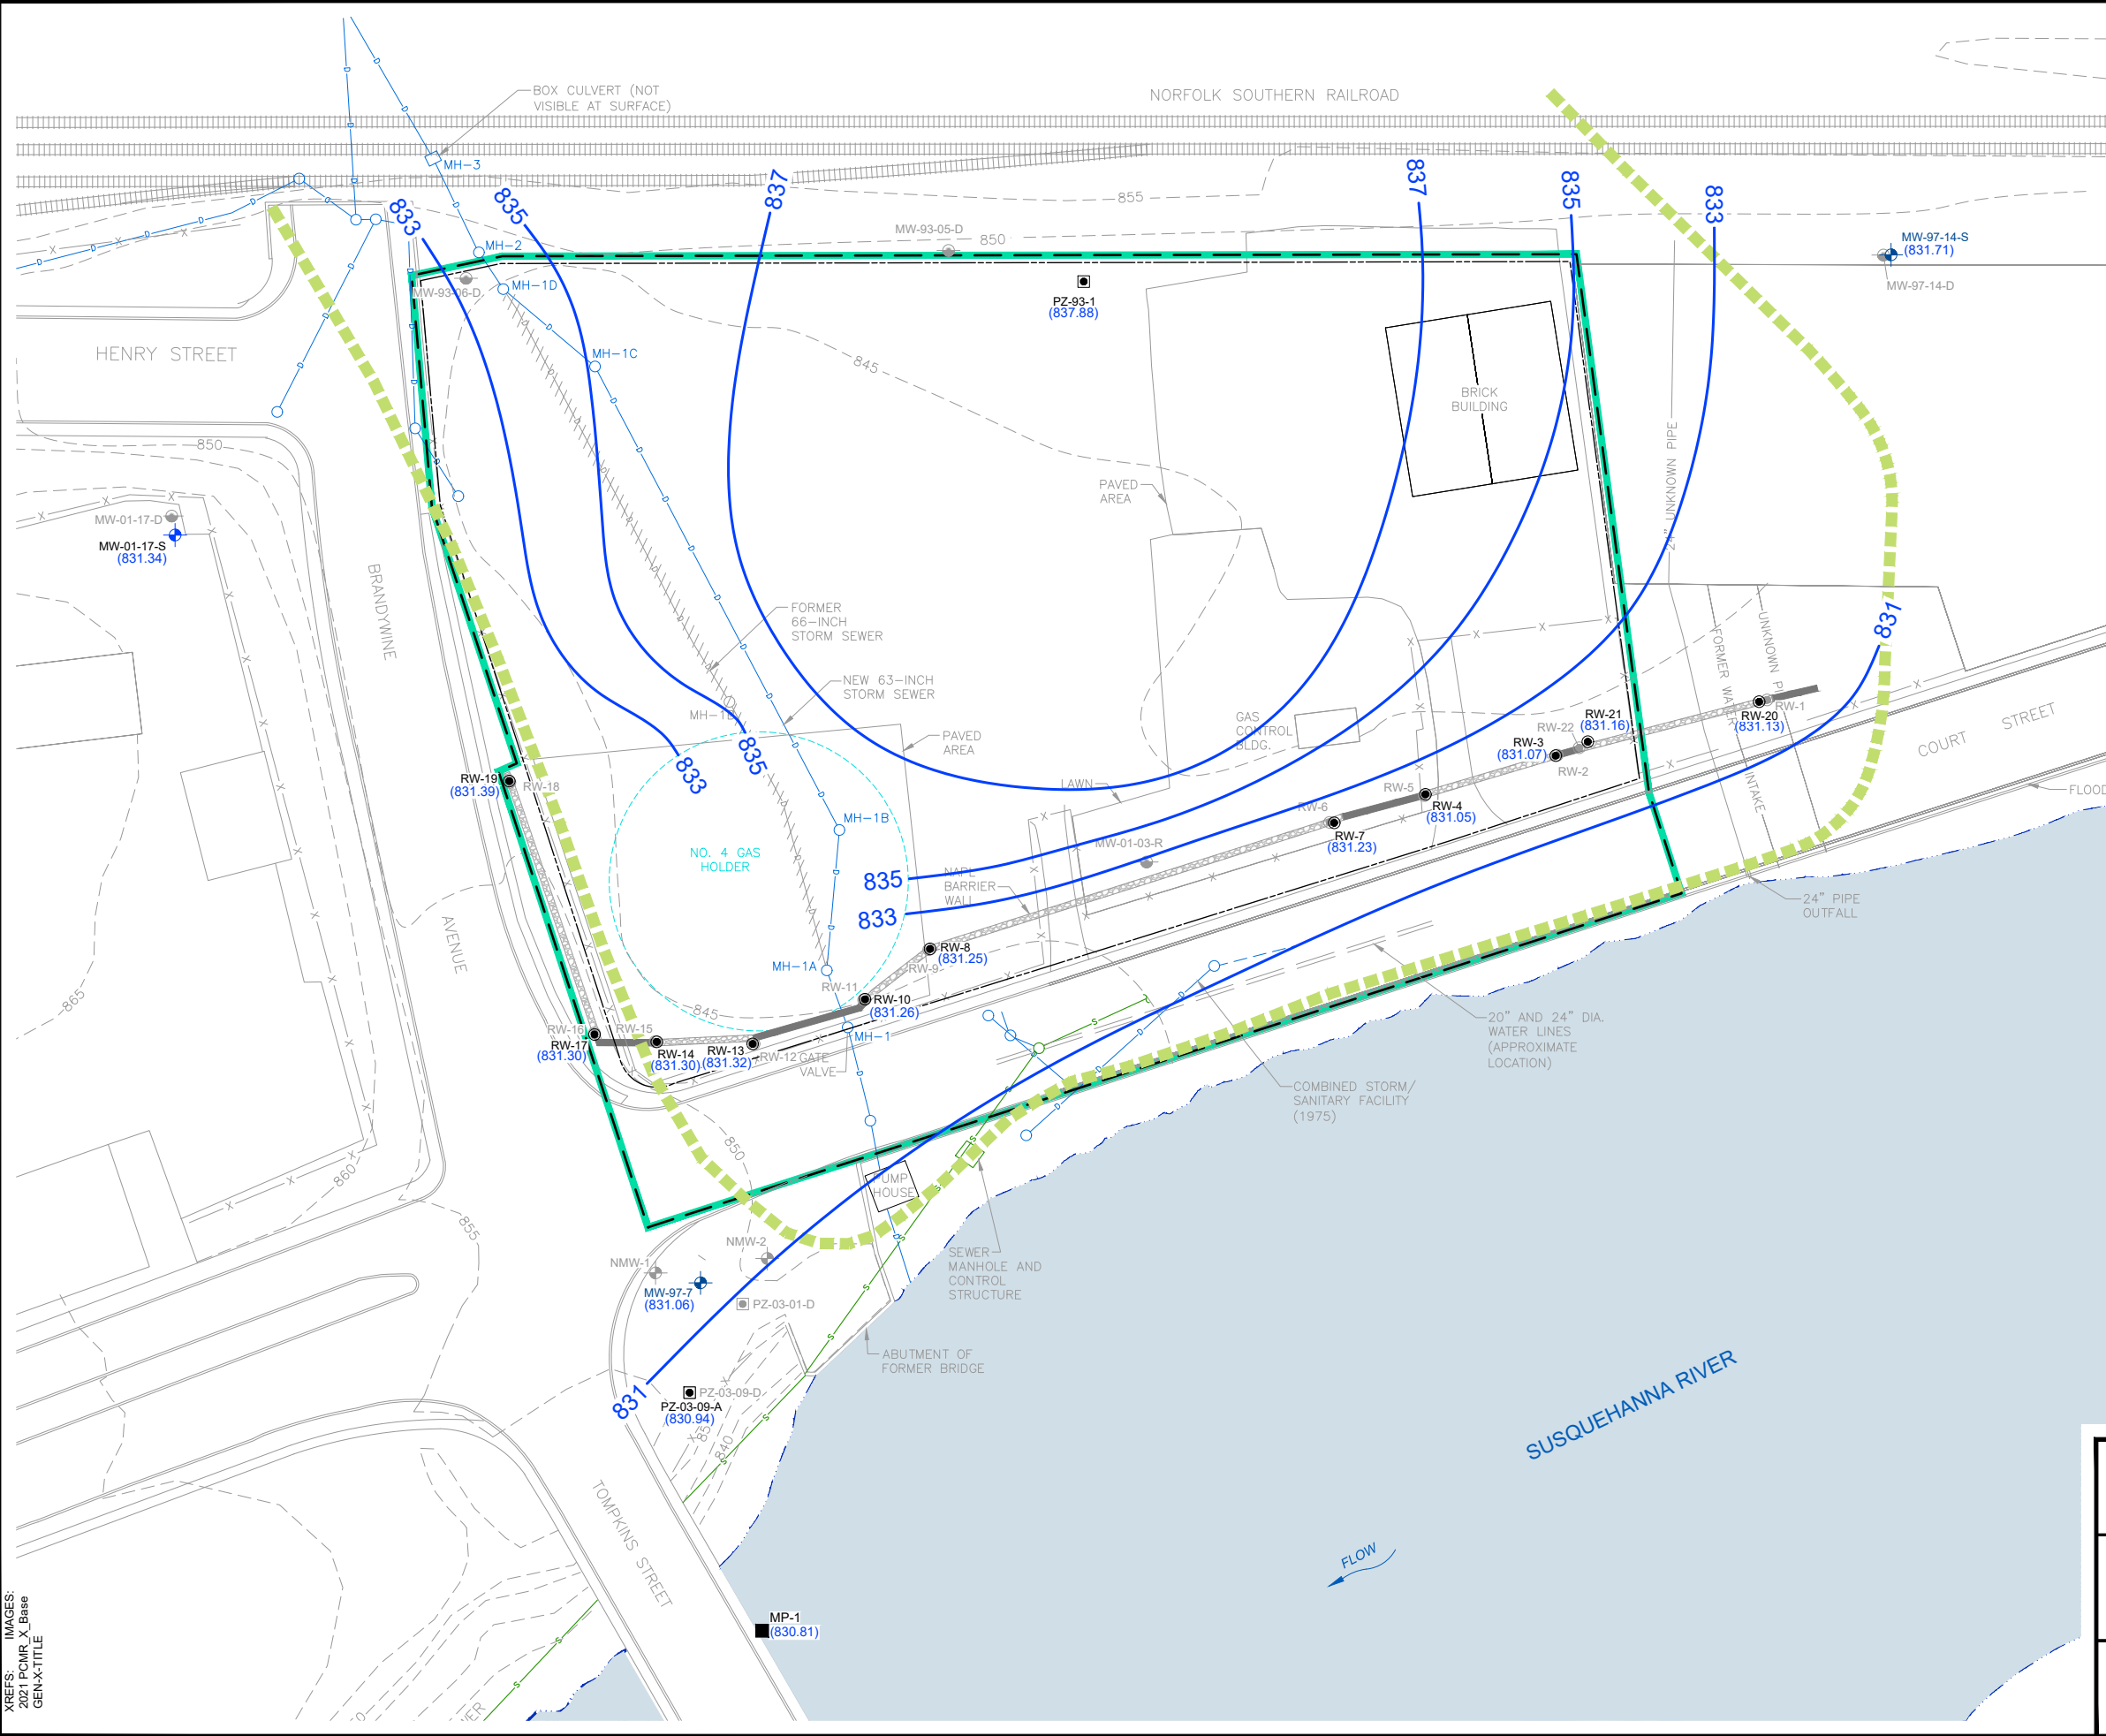 BOX CULVERT (NOT
VISIBLE AT SURFACE)
NORFOLK SOUTHERN RAILROAD
MH-3
833
835
837
837
835
833
855
MW-93-05-D
850
MH-2
MW-97-14-S
(831.71)
MW-97-14-D
MW-93-06-D
MH-1D
PZ-93-1
(837.88)
HENRY STREET
MH-1C
845
BRICK
BUILDING
850
24" UNKNOWN PIPE
PAVED
AREA
MW-01-17-D
MW-01-17-S
(831.34)
BRANDYWINE
FORMER
66-INCH
STORM SEWER
831
FORMER WATER
INTAKE
NEW 63-INCH
STORM SEWER
MH-1B
GAS
CONTROL
BLDG.
RW-21
(831.16)
RW-22
RW-20
(831.13)
RW-1
PAVED
AREA
835
833
RW-3
(831.07)
RW-2
COURT STREET
RW-19
(831.39)
RW-18
LAWN
RW-5
RW-4
(831.05)
FLOOD
RW-6
RW-7
(831.23)
MH-1B
NO. 4 GAS
HOLDER
MW-01-03-R
835
NAPL
BARRIER
WALL
833
24" PIPE
OUTFALL
AVENUE
RW-8
(831.25)
RW-9
MH-1A
865
RW-11
RW-10
(831.26)
845
20" AND 24" DIA.
WATER LINES
(APPROXIMATE
LOCATION)
RW-16
RW-15
RW-17
(831.30)
RW-14
(831.30)
RW-13
(831.32)
RW-12
GATE
VALVE
MH-1
COMBINED STORM/
SANITARY FACILITY
(1975)
850
860
PUMP
HOUSE
855
NMW-2
NMW-1
SEWER
MANHOLE AND
CONTROL
STRUCTURE
MW-97-7
(831.06)
PZ-03-01-D
ABUTMENT OF
FORMER BRIDGE
831
PZ-03-09-D
PZ-03-09-A
(830.94)
840
SUSQUEHANNA RIVER
TOMPKINS STREET
FLOW
MP-1
(830.81)
XREFS: IMAGES:
2021 PCMR_X_Base
GEN-X-TITLE